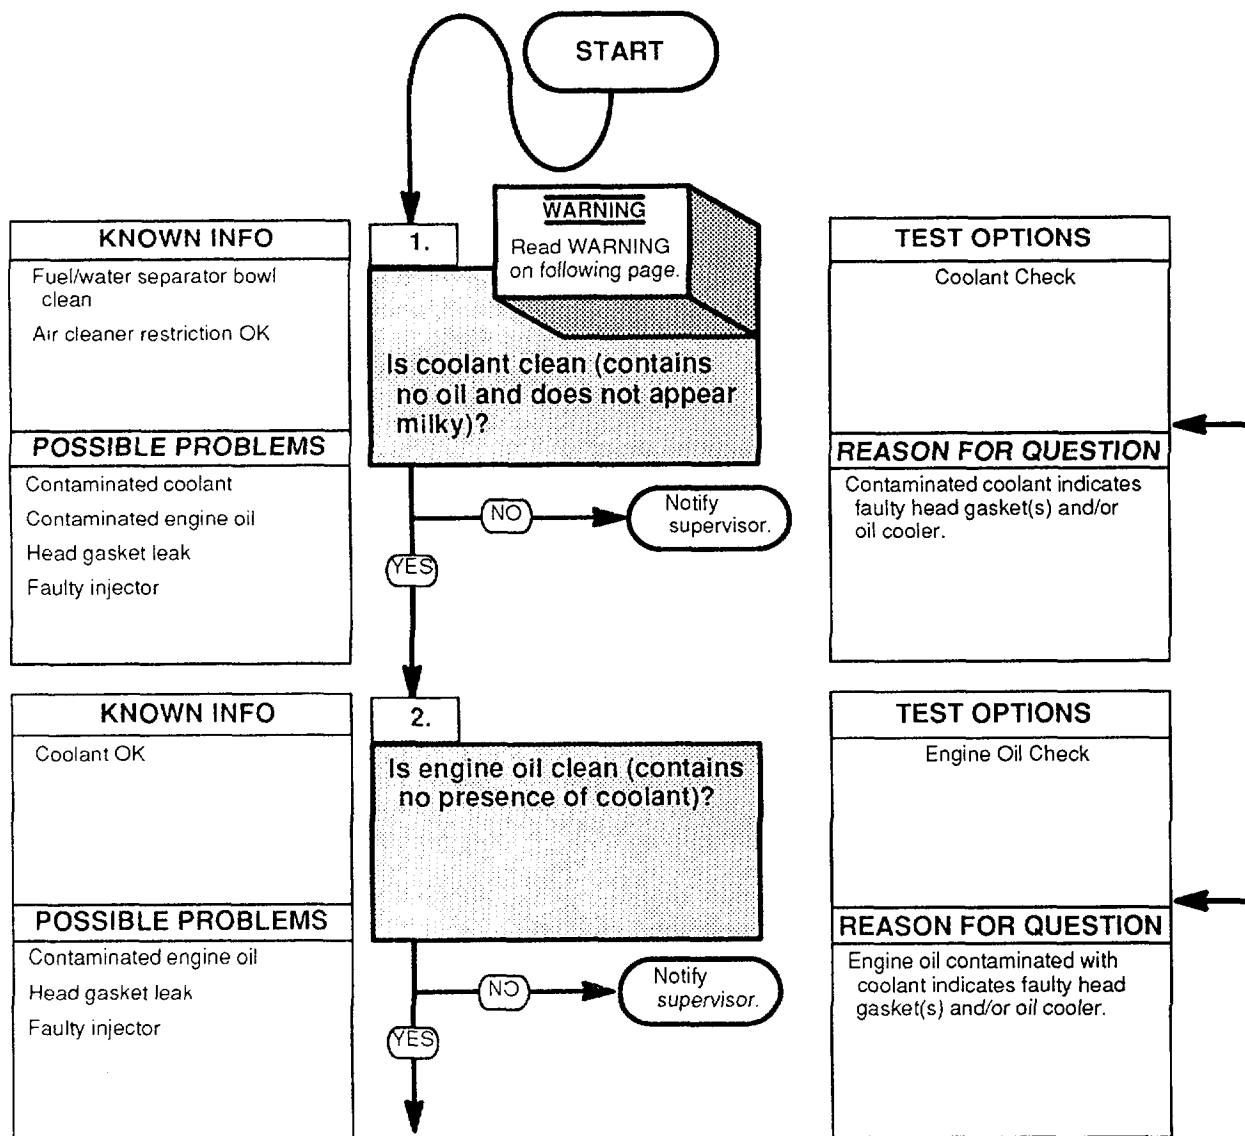 START
WARNING
Read WARNING
on following page.
KNOWN INFO
Fuel/water separator bowl
clean
Air cleaner restriction OK
POSSIBLE PROBLEMS
Contaminated coolant
Contaminated engine oil
Head gasket leak
Faulty injector
1.
Is coolant clean (contains
no oil and does not appear
milky)?
NO
Notify
supervisor.
YES
TEST OPTIONS
Coolant Check
REASON FOR QUESTION
Contaminated coolant indicates
faulty head gasket(s) and/or
oil cooler.
KNOWN INFO
Coolant OK
POSSIBLE PROBLEMS
Contaminated engine oil
Head gasket leak
Faulty injector
2.
Is engine oil clean (contains
no presence of coolant)?
NO
Notify
supervisor.
YES
TEST OPTIONS
Engine Oil Check
REASON FOR QUESTION
Engine oil contaminated with
coolant indicates faulty head
gasket(s) and/or oil cooler.